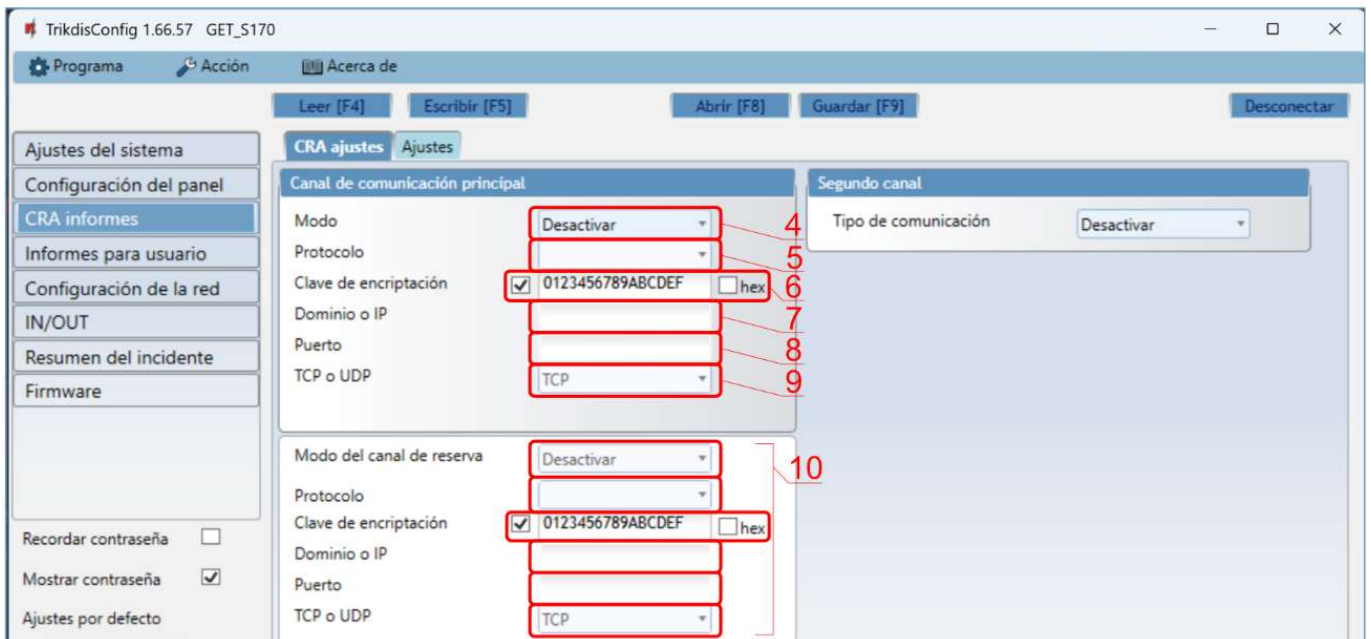 TrikdisConfig 1.66.57 GET_S170
Programa Acción Acerca de
Leer [F4] Escribir [F5] Abrir [F8] Guardar [F9] Desconectar
Ajustes del sistema
Configuración del panel
CRA informes
Informes para usuario
Configuración de la red
IN/OUT
Resumen del incidente
Firmware
Recordar contraseña
Mostrar contraseña
Ajustes por defecto
CRA ajustes Ajustes
Canal de comunicación principal
Modo Desactivar 4
Protocolo 5
Clave de encriptación 0123456789ABCDEF hex 6
Dominio o IP 7
Puerto 8
TCP o UDP TCP 9
Modo del canal de reserva Desactivar 10
Protocolo
Clave de encriptación 0123456789ABCDEF hex
Dominio o IP
Puerto
TCP o UDP TCP
Segundo canal
Tipo de comunicación Desactivar